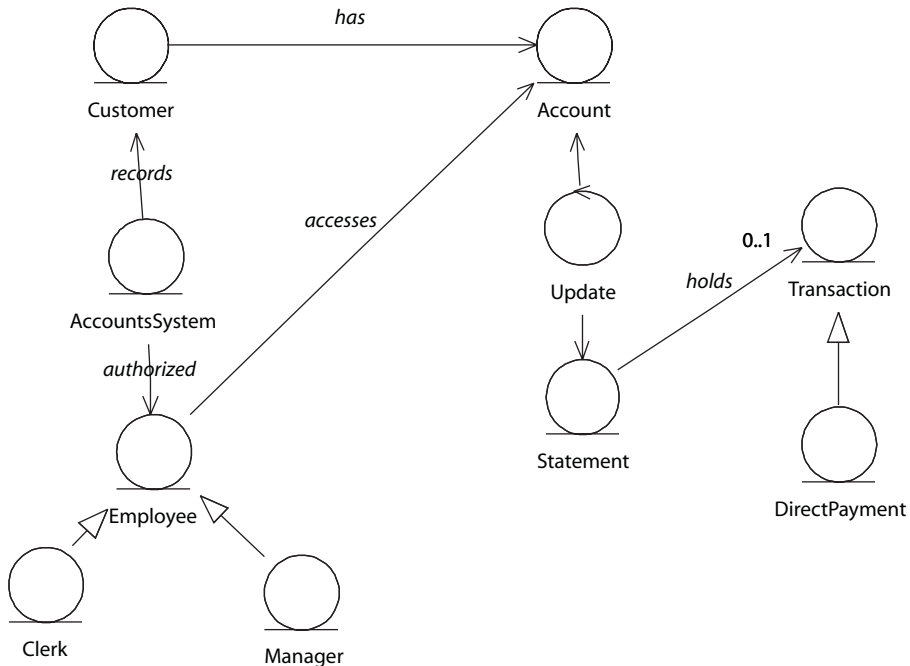 has
Customer
Account
records
accesses
0..1
Update
holds
Transaction
AccountsSystem
authorized
Statement
DirectPayment
Employee
Clerk
Manager